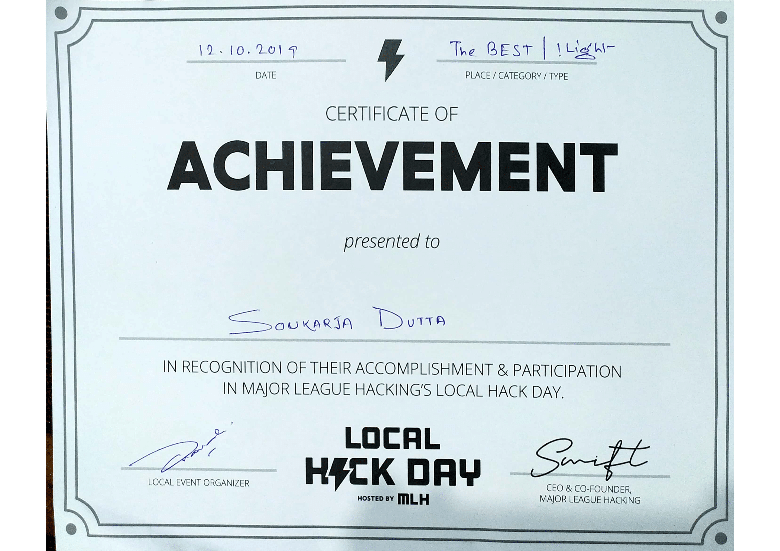 12.10.2019
The BEST | ! Light
DATE
PLACE / CATEGORY / TYPE
CERTIFICATE OF
ACHIEVEMENT
presented to
SOUKARJA DUTTA
IN RECOGNITION OF THEIR ACCOMPLISHMENT & PARTICIPATION
IN MAJOR LEAGUE HACKING'S LOCAL HACK DAY.
LOCAL
HACK DAY
HOSTED BY MLH
Swift
LOCAL EVENT ORGANIZER
CEO & CO-FOUNDER,
MAJOR LEAGUE HACKING